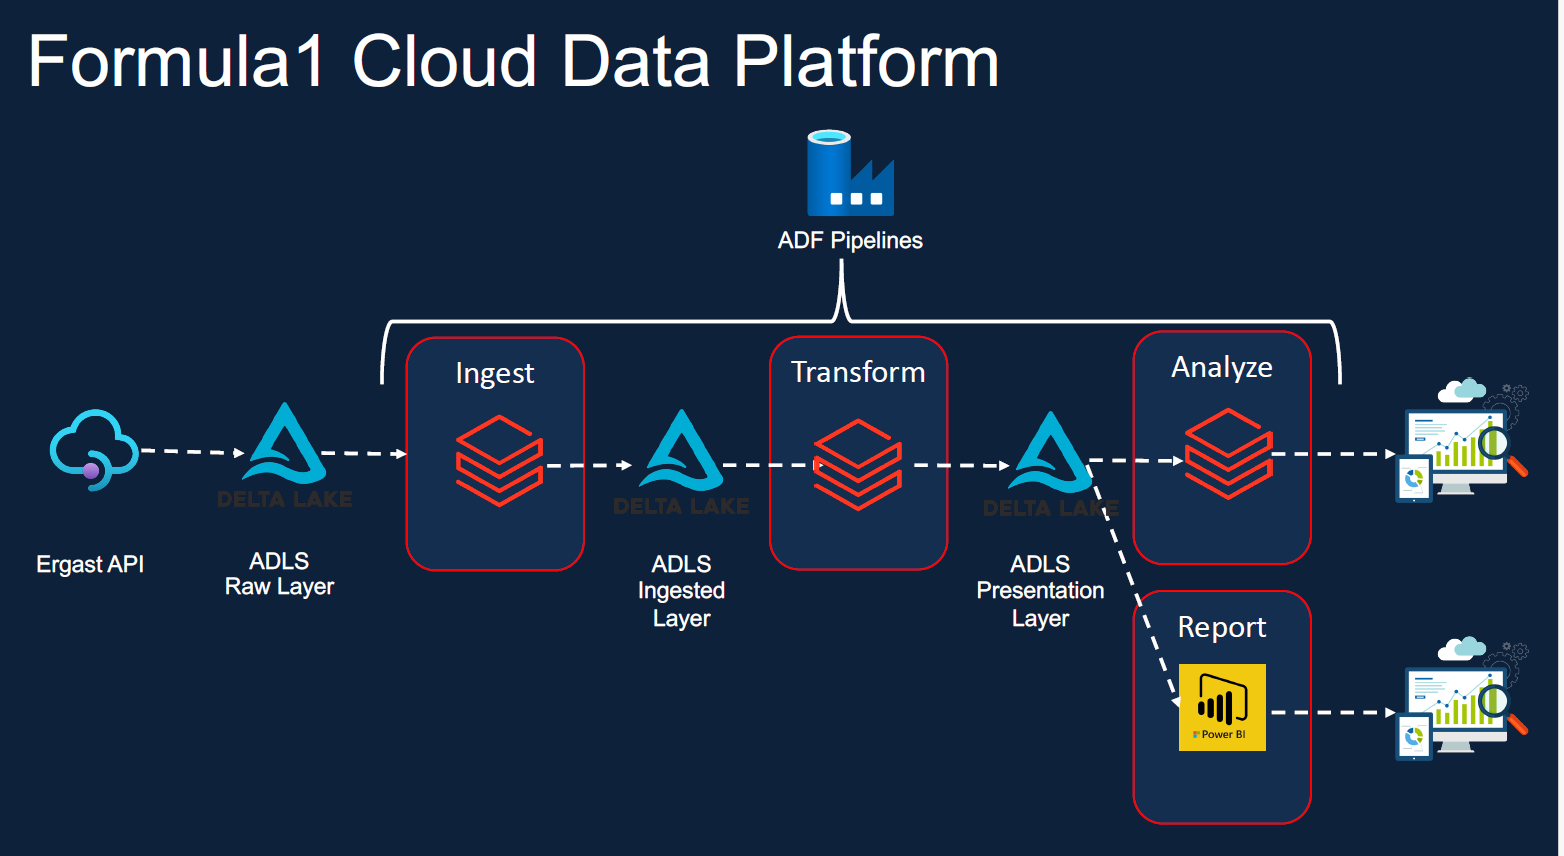 Formula1 Cloud Data Platform
ADF Pipelines
Ingest
Transform
Analyze
DELTA LAKE
DELTA LAKE
DELTA LAKE
Ergast API
ADLS
Raw Layer
ADLS
Ingested
Layer
ADLS
Presentation
Layer
Report
Power BI